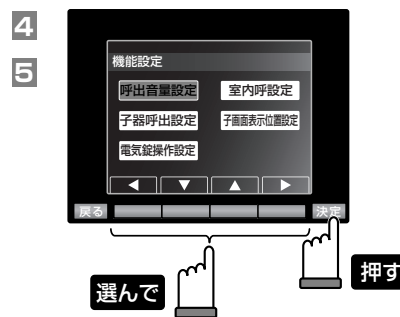 4
5
機能設定
呼出音量設定 室内呼設定
子器呼出設定 子画面表示位置設定
電気錠操作設定
◀ ▼ ▲ ▶
戻る 決定
選んで 押す